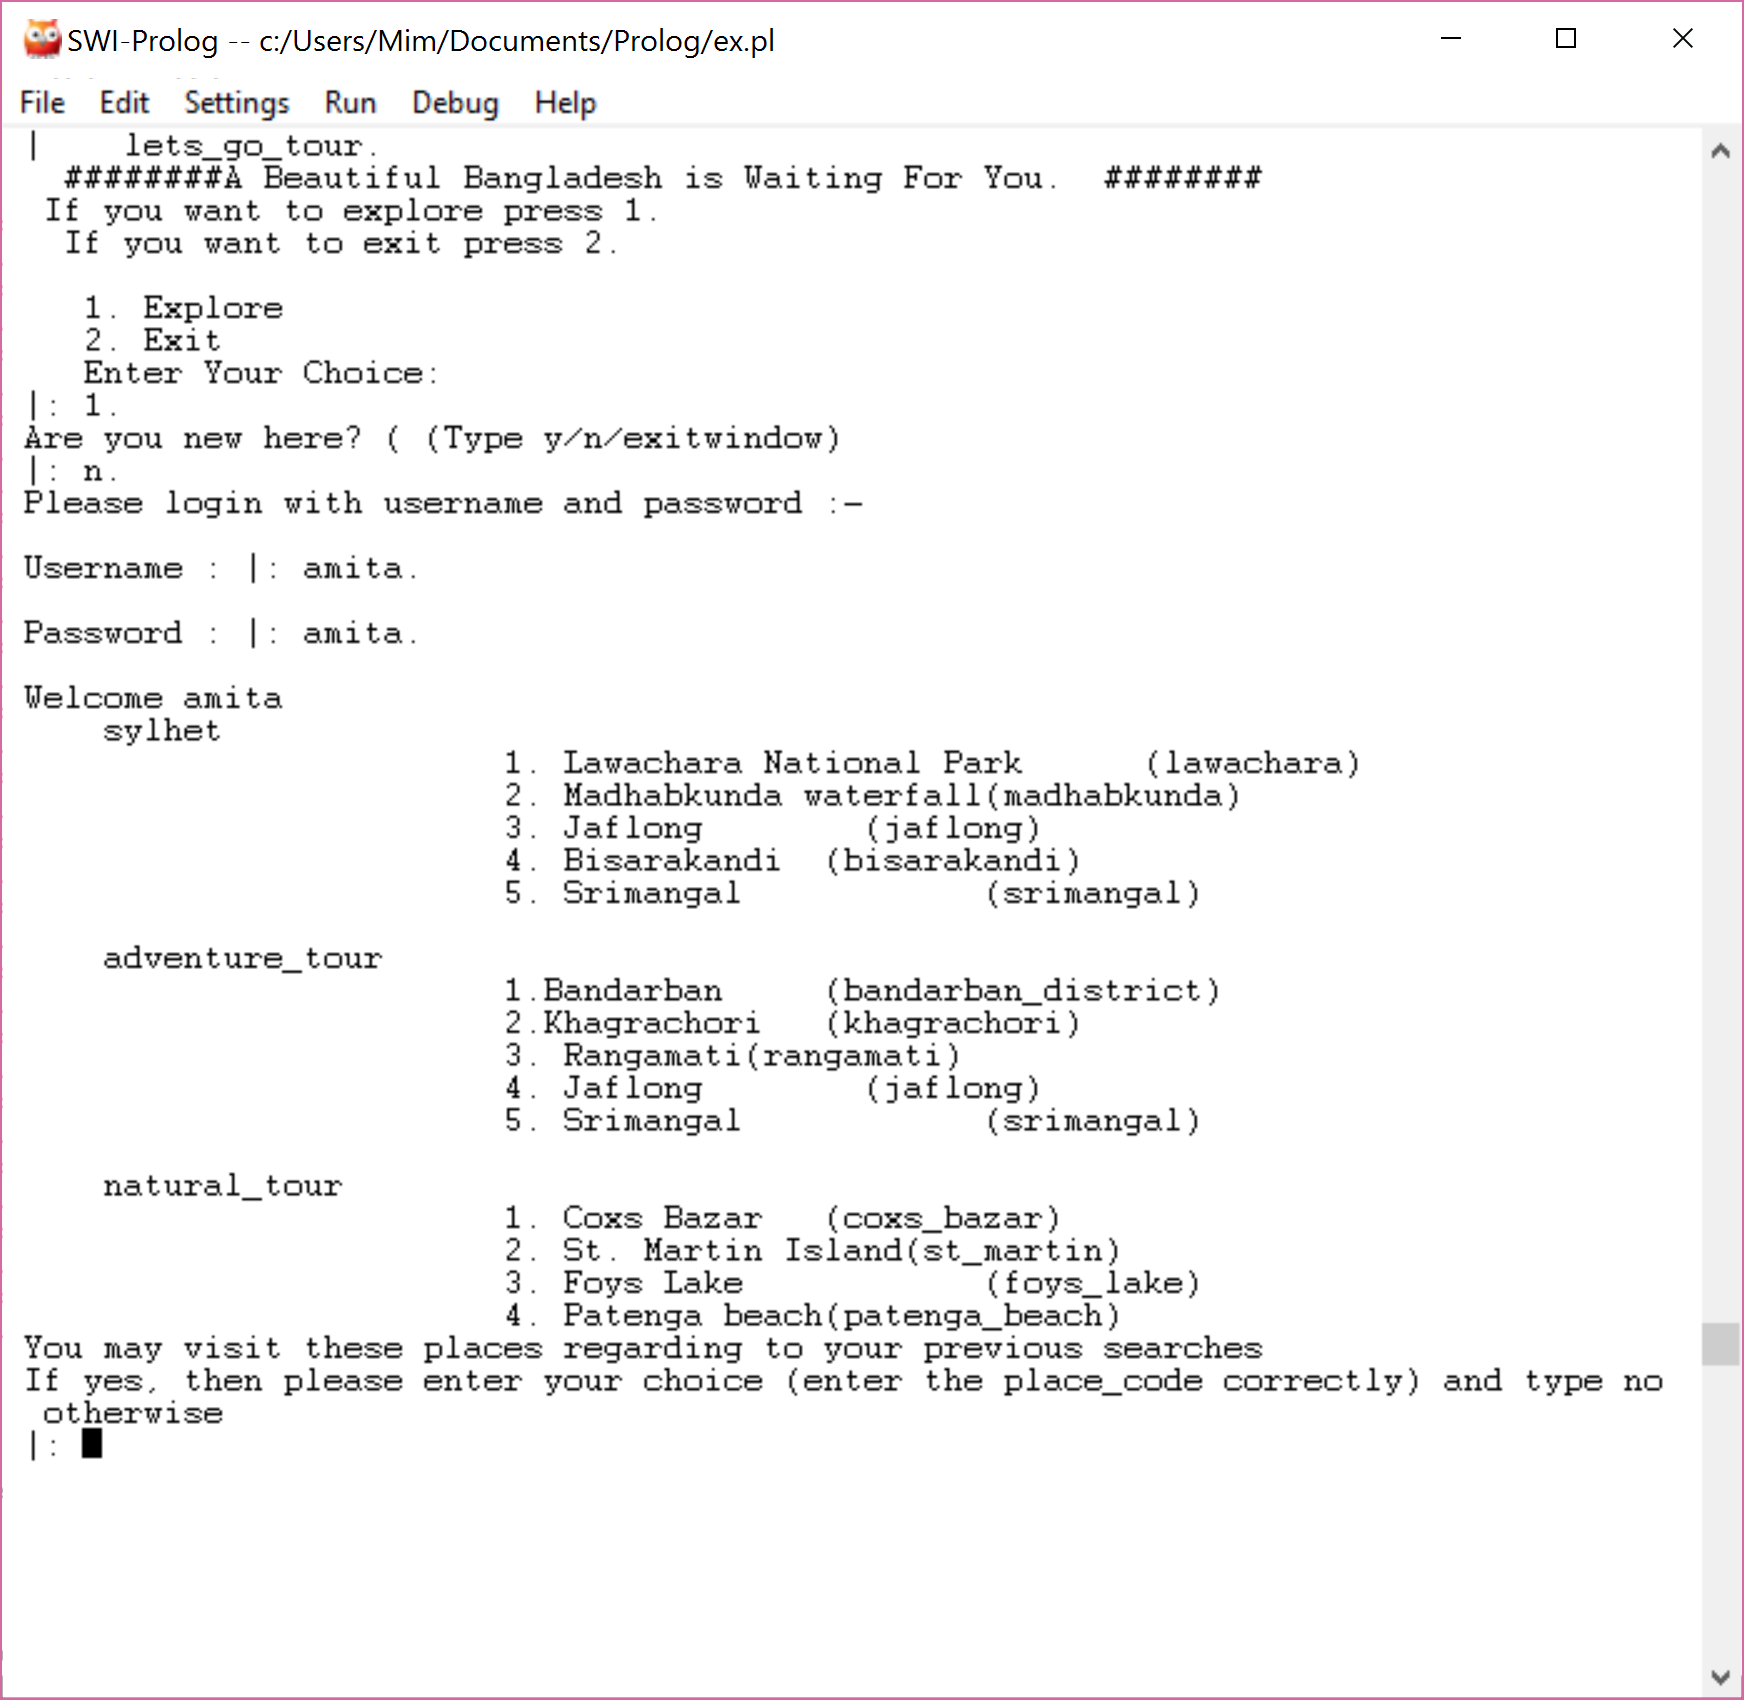 SWI-Prolog -- c:/Users/Mim/Documents/Prolog/ex.pl
File Edit Settings Run Debug Help
|    lets_go_tour.
########A Beautiful Bangladesh is Waiting For You.  ########
If you want to explore press 1.
If you want to exit press 2.
1. Explore
2. Exit
Enter Your Choice:
|: 1.
Are you new here? ( (Type y/n/exitwindow)
|: n.
Please login with username and password :-
Username : |: amita.
Password : |: amita.
Welcome amita
sylhet
1. Lawachara National Park      (lawachara)
2. Madhabkunda waterfall(madhabkunda)
3. Jaflong        (jaflong)
4. Bisarakandi  (bisarakandi)
5. Srimangal            (srimangal)
adventure_tour
1.Bandarban     (bandarban_district)
2.Khagrachori   (khagrachori)
3. Rangamati(rangamati)
4. Jaflong        (jaflong)
5. Srimangal            (srimangal)
natural_tour
1. Coxs Bazar   (coxs_bazar)
2. St. Martin Island(st_martin)
3. Foys Lake            (foys_lake)
4. Patenga beach(patenga_beach)
You may visit these places regarding to your previous searches
If yes, then please enter your choice (enter the place_code correctly) and type no
otherwise
|: